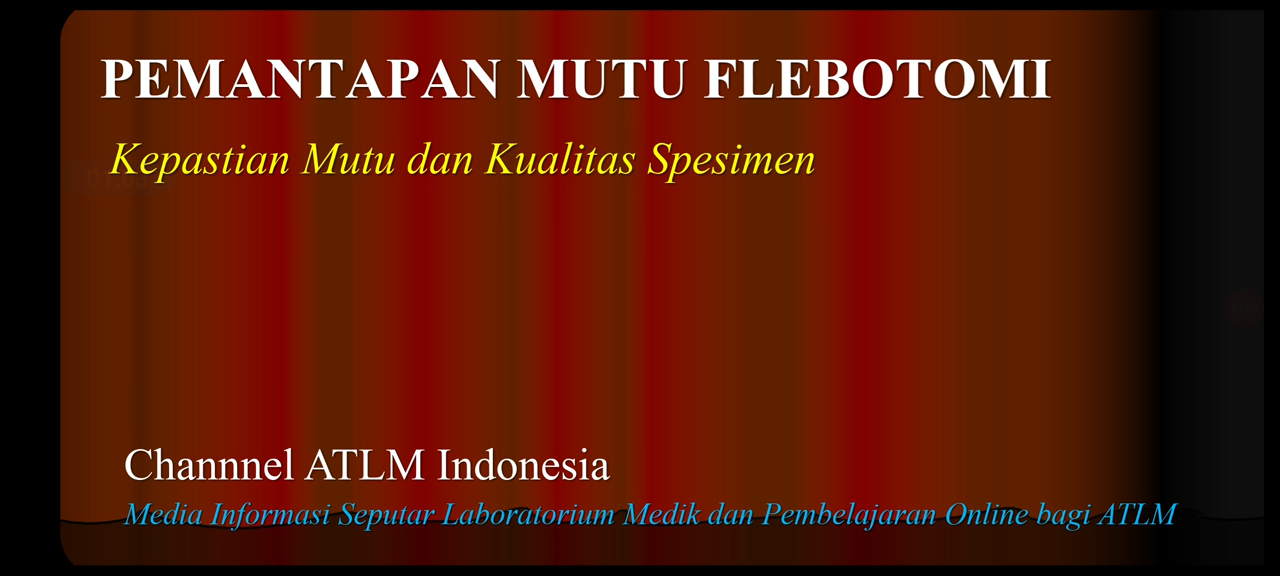 PEMANTAPAN MUTU FLEBOTOMI
Kepastian Mutu dan Kualitas Spesimen
Channnel ATLM Indonesia
Media Informasi Seputar Laboratorium Medik dan Pembelajaran Online bagi ATLM